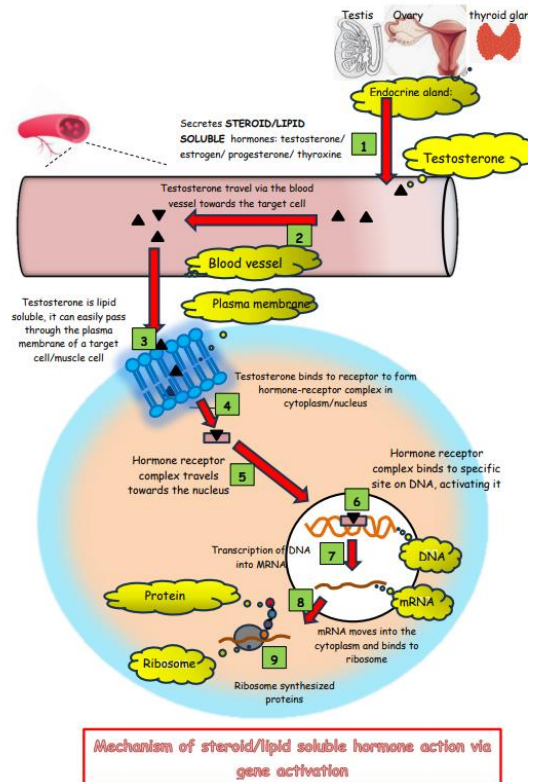 Testis
Ovary
thyroid glan
Endocrine aland:
Secretes STEROID/LIPID
SOLUBLE hormones: testosterone/
estrogen/ progesterone/ thyroxine
1
Testosterone
Testosterone travel via the blood
vessel towards the target cell
2
Blood vessel
Plasma membrane
Testosterone is lipid
soluble, it can easily pass
through the plasma
membrane of a target
cell/muscle cell
3
Testosterone binds to receptor to form
hormone-receptor complex in
cytoplasm/nucleus
4
Hormone receptor
complex travels
towards the nucleus
5
Hormone receptor
complex binds to specific
site on DNA, activating it
6
Transcription of DNA
into MRNA
7
DNA
mRNA
8
mRNA moves into the
cytoplasm and binds to
ribosome
Protein
Ribosome
9
Ribosome synthesized
proteins
Mechanism of steroid/lipid soluble hormone action via
gene activation